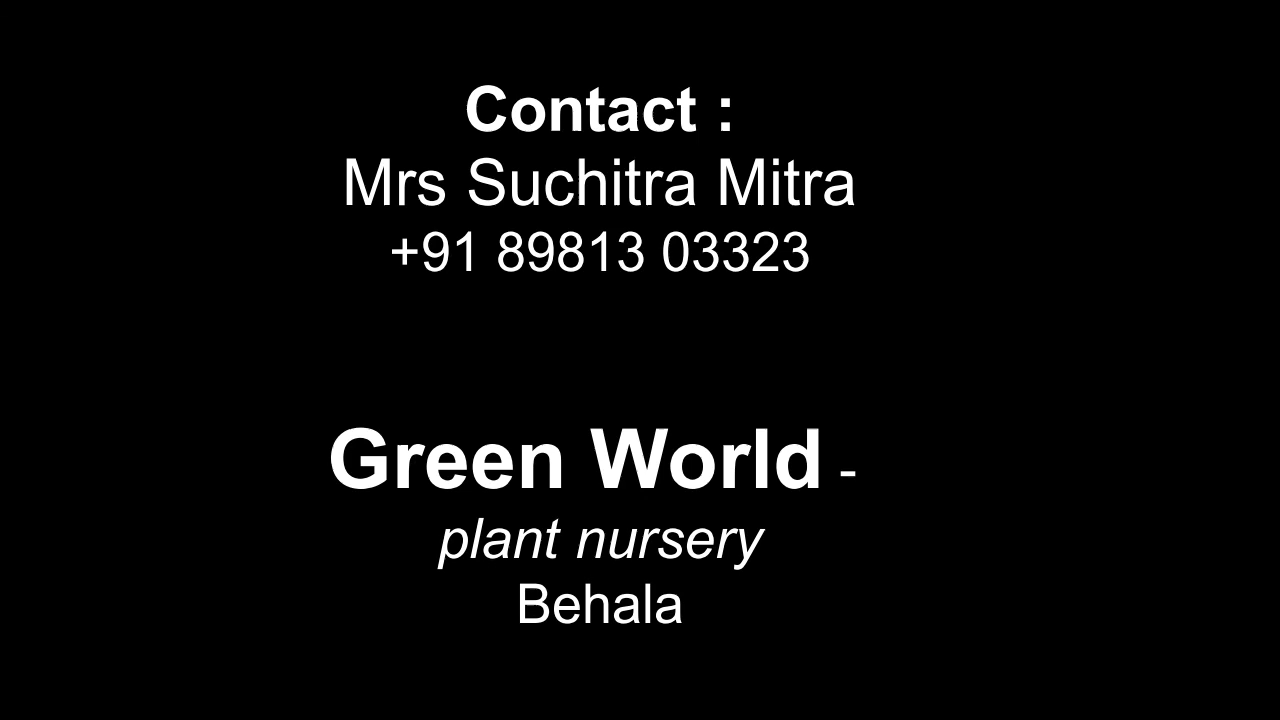 Contact :
Mrs Suchitra Mitra
+91 89813 03323
Green World -
plant nursery
Behala